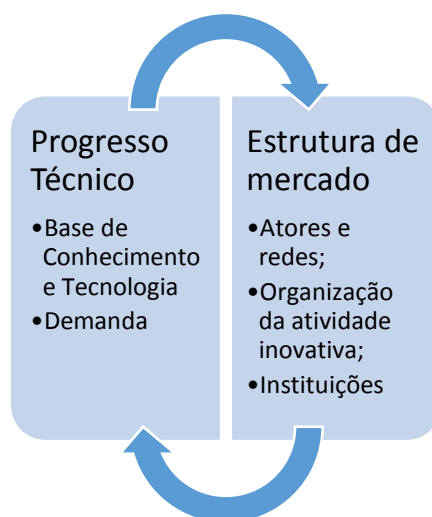 Progresso
Técnico
•Base de
Conhecimento
e Tecnologia
•Demanda
Estrutura de
mercado
•Atores e
redes;
•Organização
da atividade
inovativa;
•Instituições